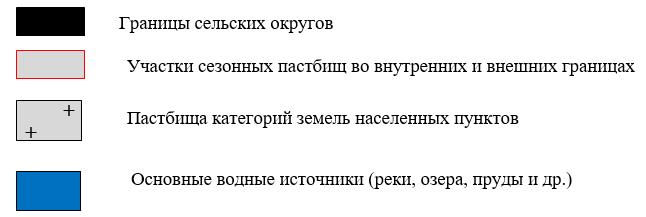 Границы сельских округов
Участки сезонных пастбищ во внутренних и внешних границах
Пастбища категорий земель населенных пунктов
Основные водные источники (реки, озера, пруды и др.)